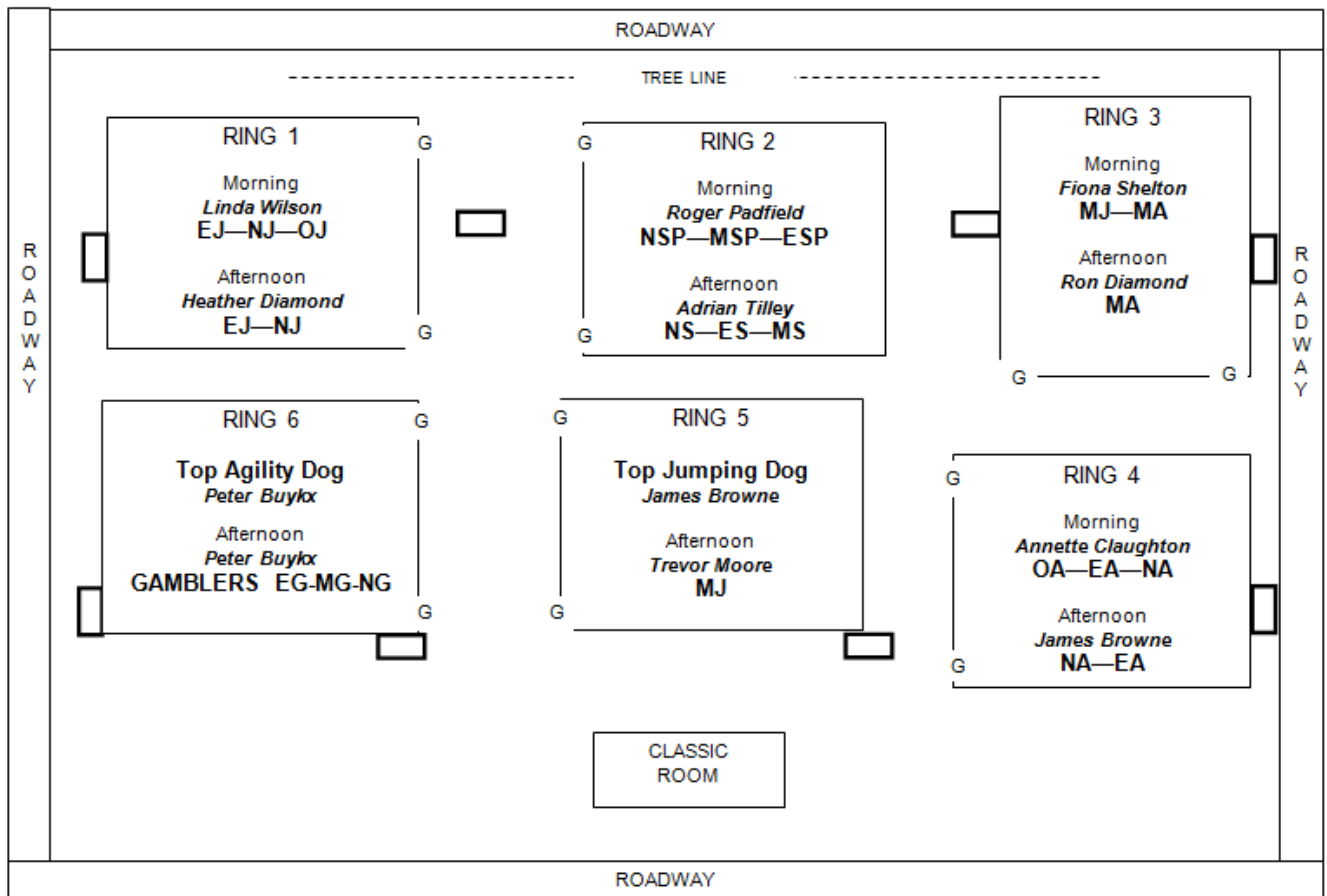 ROADWAY
TREE LINE
RING 1
Morning
Linda Wilson
EJ—NJ—OJ
Afternoon
Heather Diamond
EJ—NJ
G
G
G
RING 2
Morning
Roger Padfield
NSP—MSP—ESP
Afternoon
Adrian Tilley
NS—ES—MS
G
RING 3
Morning
Fiona Shelton
MJ—MA
Afternoon
Ron Diamond
MA
G
G
ROADWAY
ROADWAY
RING 6
Top Agility Dog
Peter Buykx
Afternoon
Peter Buykx
GAMBLERS EG-MG-NG
G
G
G
RING 5
Top Jumping Dog
James Browne
Afternoon
Trevor Moore
MJ
G
G
RING 4
Morning
Annette Claughton
OA—EA—NA
Afternoon
James Browne
NA—EA
G
CLASSIC
ROOM
ROADWAY